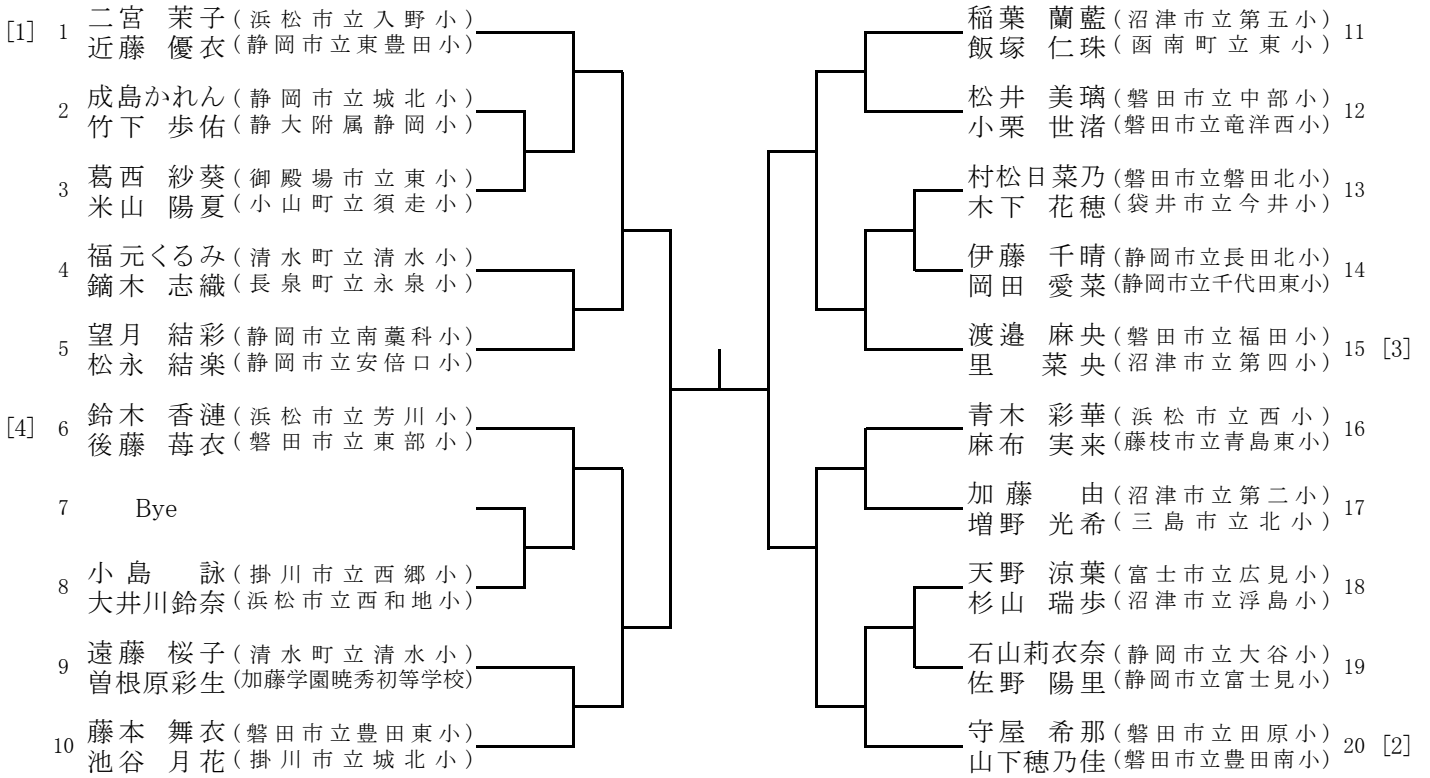 [1] 1 二宮 茉子 (浜松市立入野小)
近藤 優衣 (静岡市立東豊田小)
2 成島かれん (静岡市立城北小)
竹下 歩佑 (静大附属静岡小)
3 葛西 紗葵 (御殿場市立東小)
米山 陽夏 (小山町立須走小)
4 福元くるみ (清水町立清水小)
鏑木 志織 (長泉町立永泉小)
5 望月 結彩 (静岡市立南藁科小)
松永 結楽 (静岡市立安倍口小)
[4] 6 鈴木 香漣 (浜松市立芳川小)
後藤 苺衣 (磐田市立東部小)
7 Bye
8 小島 詠 (掛川市立西郷小)
大井川鈴奈 (浜松市立西和地小)
9 遠藤 桜子 (清水町立清水小)
曽根原彩生 (加藤学園暁秀初等学校)
10 藤本 舞衣 (磐田市立豊田東小)
池谷 月花 (掛川市立城北小)
稲葉 蘭藍 (沼津市立第五小) 11
飯塚 仁珠 (函南町立東小)
松井 美璃 (磐田市立中部小) 12
小栗 世渚 (磐田市立竜洋西小)
村松日菜乃 (磐田市立磐田北小) 13
木下 花穂 (袋井市立今井小)
伊藤 千晴 (静岡市立長田北小) 14
岡田 愛菜 (静岡市立千代田東小)
渡邉 麻央 (磐田市立福田小) 15 [3]
里 菜央 (沼津市立第四小)
青木 彩華 (浜松市立西小) 16
麻布 実来 (藤枝市立青島東小)
加藤 由 (沼津市立第二小) 17
増野 光希 (三島市立北小)
天野 涼葉 (富士市立広見小) 18
杉山 瑞歩 (沼津市立浮島小)
石山莉衣奈 (静岡市立大谷小) 19
佐野 陽里 (静岡市立富士見小)
守屋 希那 (磐田市立田原小) 20 [2]
山下穂乃佳 (磐田市立豊田南小)